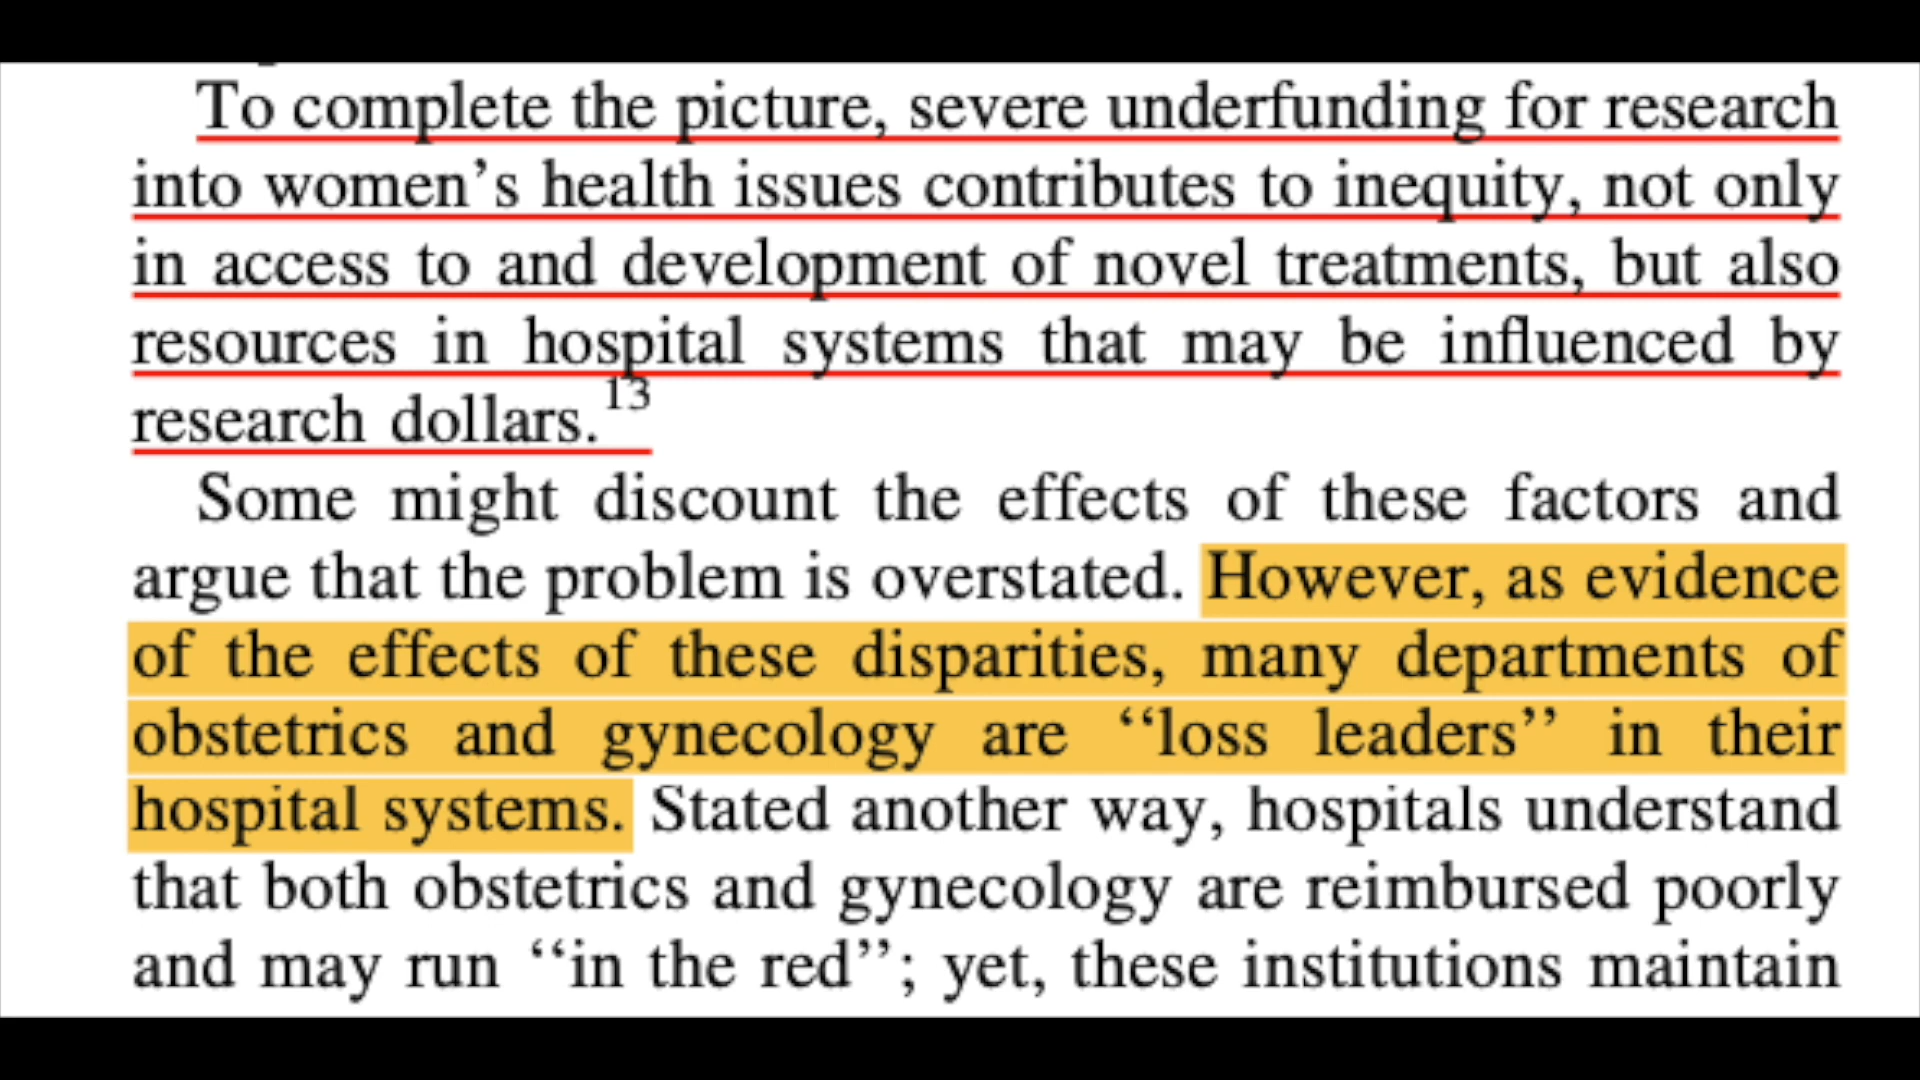 To complete the picture, severe underfunding for research
into women’s health issues contributes to inequity, not only
in access to and development of novel treatments, but also
resources in hospital systems that may be influenced by
research dollars.13
Some might discount the effects of these factors and
argue that the problem is overstated. However, as evidence
of the effects of these disparities, many departments of
obstetrics and gynecology are ‘‘loss leaders’’ in their
hospital systems. Stated another way, hospitals understand
that both obstetrics and gynecology are reimbursed poorly
and may run ‘‘in the red’’; yet, these institutions maintain